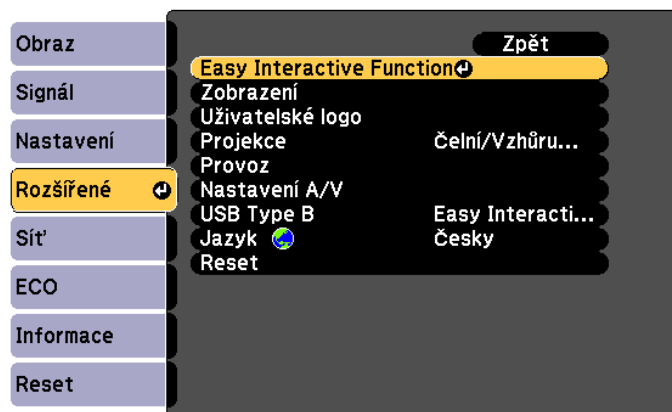 Obraz
Signál
Nastavení
Rozšířené
Síť
ECO
Informace
Reset
Zpět
Easy Interactive Function
Zobrazení
Uživatelské logo
Projekce Čelní/Vzhůru...
Provoz
Nastavení A/V
USB Type B Easy Interacti...
Jazyk Česky
Reset